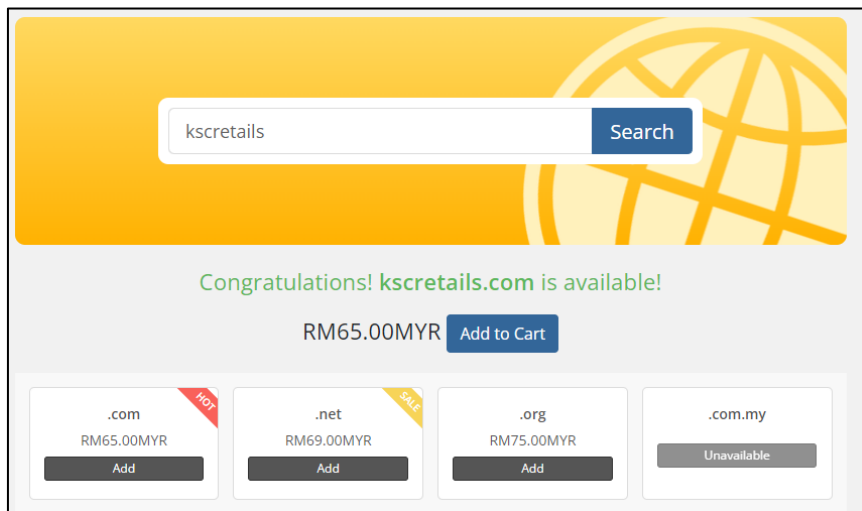 kscretails Search
Congratulations! kscretails.com is available!
RM65.00MYR Add to Cart
HOT SALE
.com .net .org .com.my
RM65.00MYR RM69.00MYR RM75.00MYR
Add Add Add Unavailable